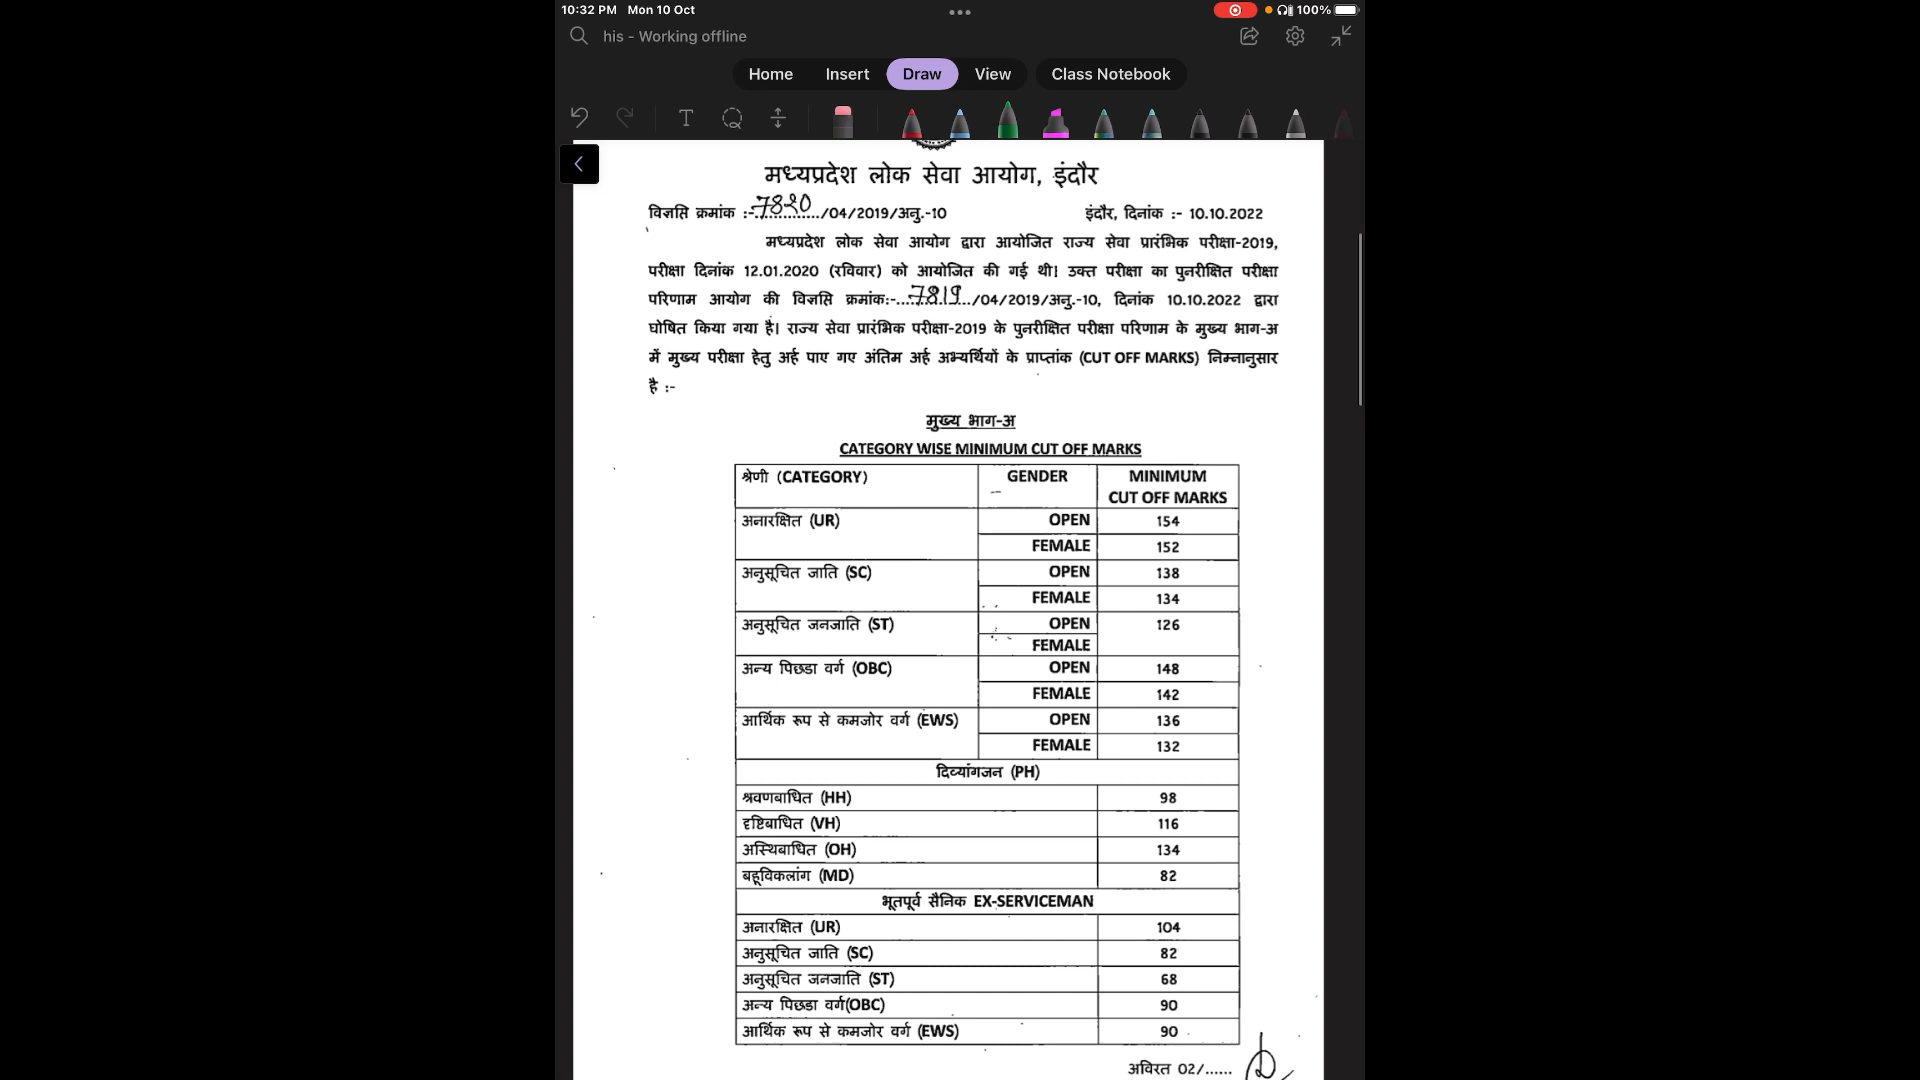 10:32 PM Mon 10 Oct
100%
his - Working offline
Home Insert Draw View Class Notebook
मध्यप्रदेश लोक सेवा आयोग, इंदौर
विज्ञप्ति क्रमांक :-..7820../04/2019/अनु.-10 इंदौर, दिनांक :- 10.10.2022
मध्यप्रदेश लोक सेवा आयोग द्वारा आयोजित राज्य सेवा प्रारंभिक परीक्षा-2019,
परीक्षा दिनांक 12.01.2020 (रविवार) को आयोजित की गई थी। उक्त परीक्षा का पुनरीक्षित परीक्षा
परिणाम आयोग की विज्ञप्ति क्रमांक:-...7819.../04/2019/अनु.-10, दिनांक 10.10.2022 द्वारा
घोषित किया गया है। राज्य सेवा प्रारंभिक परीक्षा-2019 के पुनरीक्षित परीक्षा परिणाम के मुख्य भाग-अ
में मुख्य परीक्षा हेतु अर्ह पाए गए अंतिम अर्ह अभ्यर्थियों के प्राप्तांक (CUT OFF MARKS) निम्नानुसार
है :-
मुख्य भाग-अ
CATEGORY WISE MINIMUM CUT OFF MARKS
श्रेणी (CATEGORY) GENDER MINIMUM
CUT OFF MARKS
अनारक्षित (UR) OPEN 154
FEMALE 152
अनुसूचित जाति (SC) OPEN 138
FEMALE 134
अनुसूचित जनजाति (ST) OPEN 126
FEMALE
अन्य पिछडा वर्ग (OBC) OPEN 148
FEMALE 142
आर्थिक रूप से कमजोर वर्ग (EWS) OPEN 136
FEMALE 132
दिव्यांगजन (PH)
श्रवणबाधित (HH) 98
दृष्टिबाधित (VH) 116
अस्थिबाधित (OH) 134
बहूविकलांग (MD) 82
भूतपूर्व सैनिक EX-SERVICEMAN
अनारक्षित (UR) 104
अनुसूचित जाति (SC) 82
अनुसूचित जनजाति (ST) 68
अन्य पिछडा वर्ग(OBC) 90
आर्थिक रूप से कमजोर वर्ग (EWS) 90
अविरत 02/......